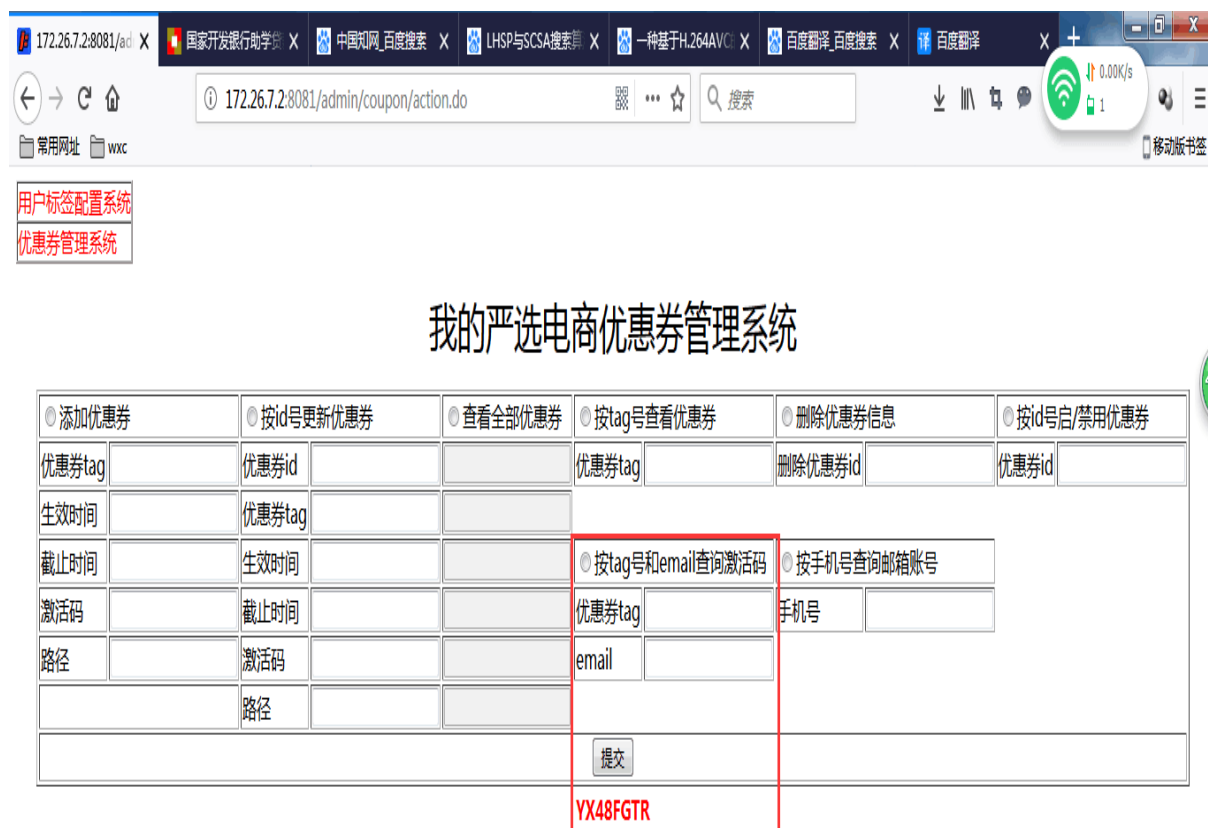 172.26.7.2:8081/ad 国家开发银行助学贷 中国知网_百度搜索 LHSP与SCSA搜索算 一种基于H.264AVC 百度翻译_百度搜索 译 百度翻译
0.00K/s
1
172.26.7.2:8081/admin/coupon/action.do 搜索
常用网址 wxc 移动版书签
用户标签配置系统
优惠券管理系统
我的严选电商优惠券管理系统
添加优惠券 按id号更新优惠券 查看全部优惠券 按tag号查看优惠券 删除优惠券信息 按id号启/禁用优惠券
优惠券tag 优惠券id 优惠券tag 删除优惠券id 优惠券id
生效时间 优惠券tag
截止时间 生效时间 按tag号和email查询激活码 按手机号查询邮箱账号
激活码 截止时间 优惠券tag 手机号
路径 激活码 email
路径
提交
YX48FGTR